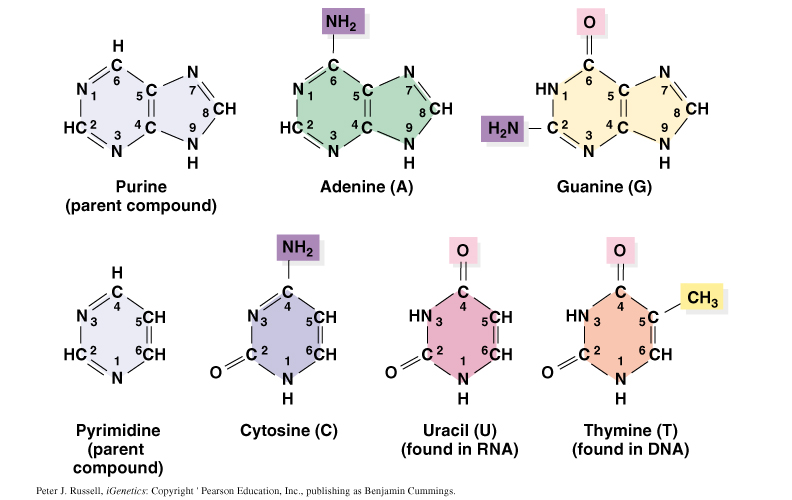 NH₂
O
H
C
6
N
1
5
C
N
7
8
CH
HC
2
3
N
4
C
9
N
H
C
6
N
1
5
C
N
7
8
CH
HC
2
3
N
4
C
9
N
H
C
6
HN
1
5
C
N
7
8
CH
H₂N
C
2
3
N
4
C
9
N
H
Purine
(parent compound)
Adenine (A)
Guanine (G)
NH₂
O
O
H
C
4
N
3
5
CH
HC
2
1
6
CH
N
C
4
N
3
5
CH
O
C
2
1
6
CH
N
H
C
4
HN
3
5
CH
O
C
2
1
6
CH
N
H
C
4
HN
3
5
C
CH₃
O
C
2
1
6
CH
N
H
Pyrimidine
(parent
compound)
Cytosine (C)
Uracil (U)
(found in RNA)
Thymine (T)
(found in DNA)
Peter J. Russell, iGenetics: Copyright ' Pearson Education, Inc., publishing as Benjamin Cummings.